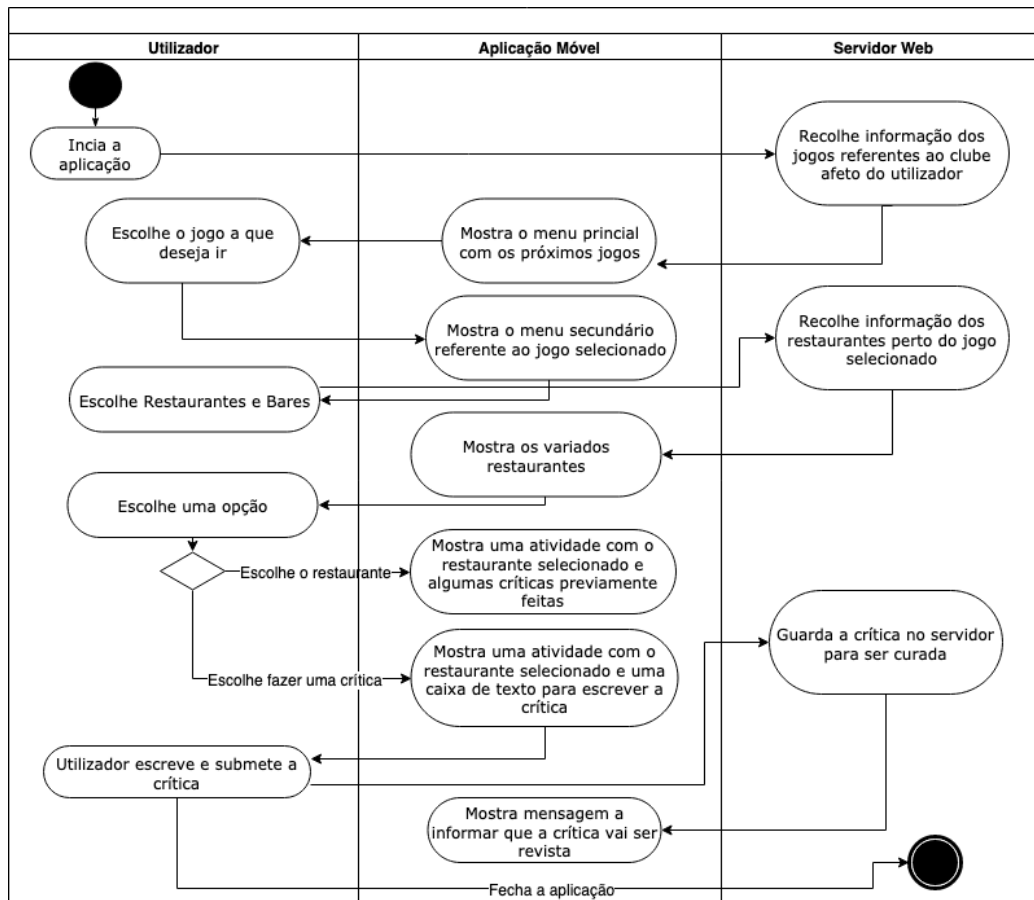 Utilizador
Aplicação Móvel
Servidor Web
Incia a
aplicação
Recolhe informação dos
jogos referentes ao clube
afeto do utilizador
Escolhe o jogo a que
deseja ir
Mostra o menu princial
com os próximos jogos
Mostra o menu secundário
referente ao jogo selecionado
Recolhe informação dos
restaurantes perto do jogo
selecionado
Escolhe Restaurantes e Bares
Mostra os variados
restaurantes
Escolhe uma opção
Escolhe o restaurante
Mostra uma atividade com o
restaurante selecionado e
algumas críticas previamente
feitas
Guarda a crítica no servidor
para ser curada
Escolhe fazer uma crítica
Mostra uma atividade com o
restaurante selecionado e uma
caixa de texto para escrever a
crítica
Utilizador escreve e submete a
crítica
Mostra mensagem a
informar que a crítica vai ser
revista
Fecha a aplicação